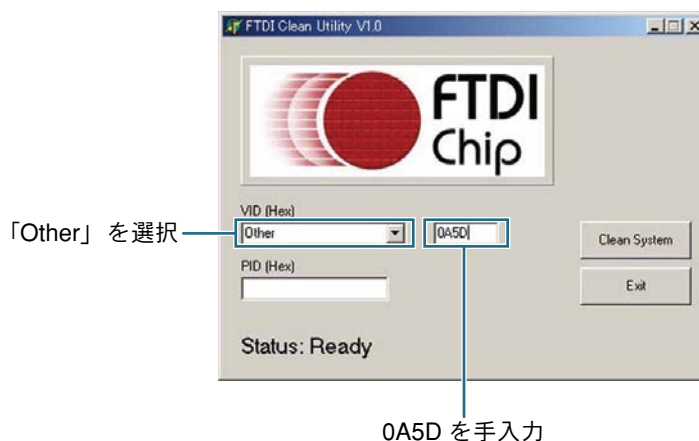 FTDI Clean Utility V1.0
FTDI
Chip
VID (Hex)
「Other」を選択
Other
0A5D
Clean System
PID (Hex)
Exit
Status: Ready
0A5D を手入力